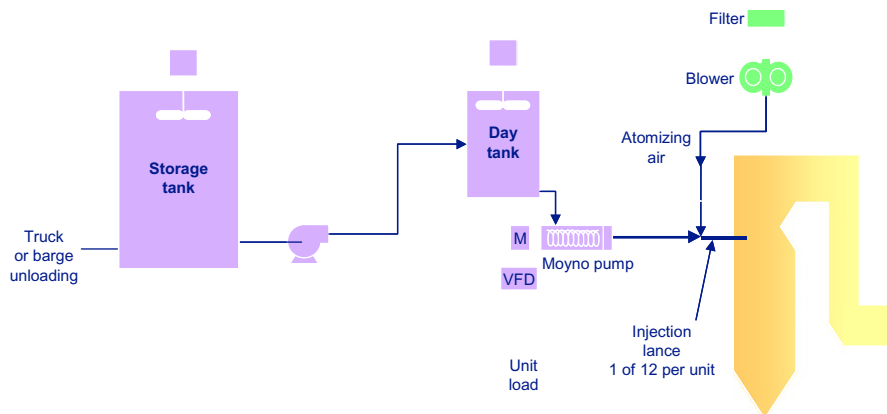 Filter
Blower
Atomizing
air
Storage
tank
Day
tank
Truck
or barge
unloading
M
Moyno pump
VFD
Injection
lance
1 of 12 per unit
Unit
load